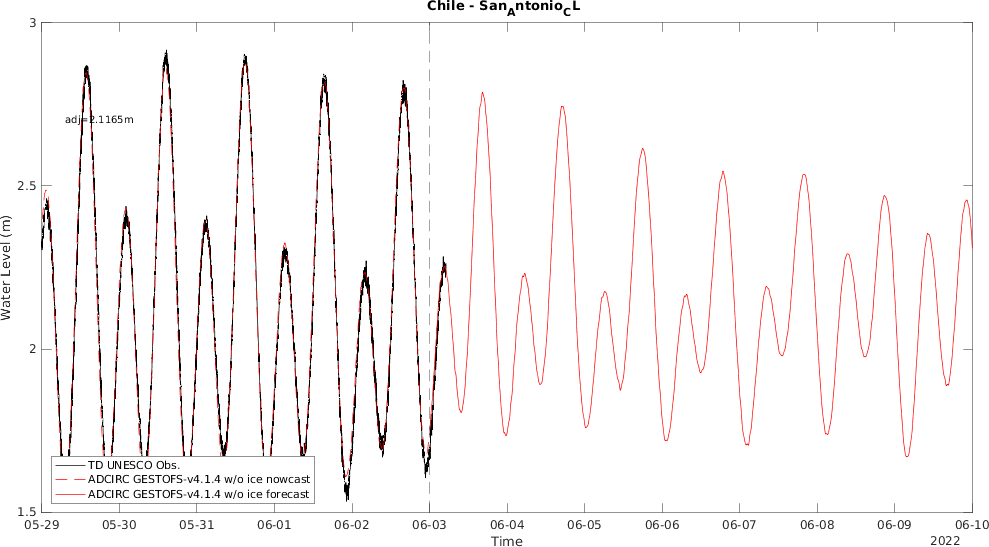 Chile - SanAntonioCL
3
adj=2.1165m
2.5
Water Level (m)
2
TD UNESCO Obs.
ADCIRC GESTOFS-v4.1.4 w/o ice nowcast
ADCIRC GESTOFS-v4.1.4 w/o ice forecast
1.5
05-29 05-30 05-31 06-01 06-02 06-03 06-04 06-05 06-06 06-07 06-08 06-09 06-10
Time
2022